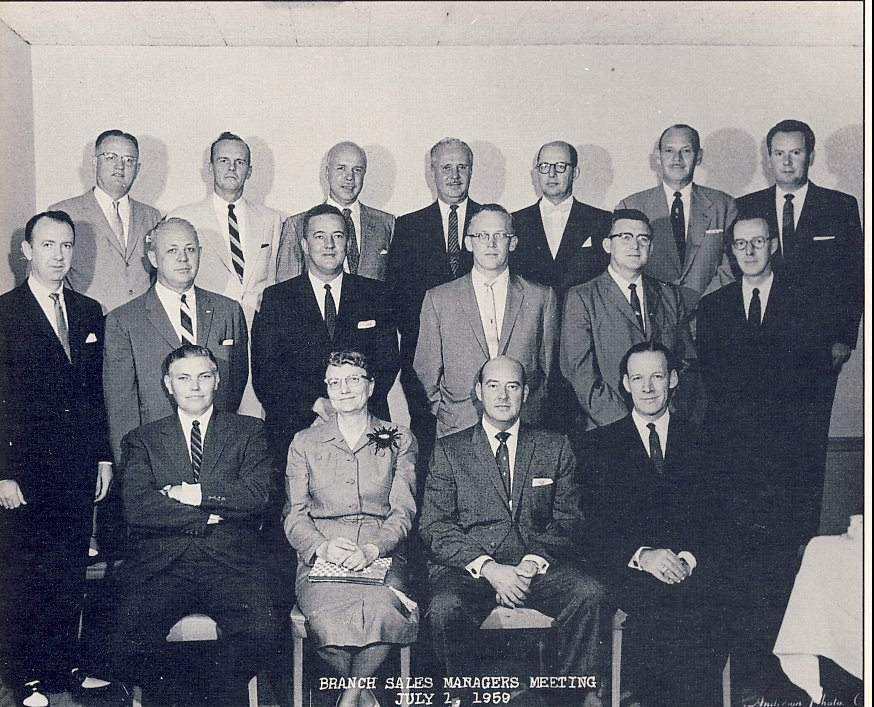 BRANCH SALES MANAGERS MEETING
JULY 1, 1959